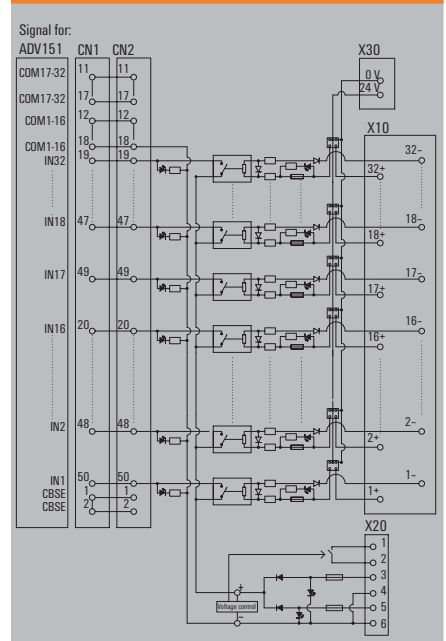 Signal for:
ADV151 CN1 CN2 X30
COM17-32 11 11 0 V
24 V
COM17-32 17 17
COM1-16 12 12 X10
COM1-16 18 18
IN32 19 19 32-
32+
IN18 47 47 18-
18+
IN17 49 49 17-
17+
IN16 20 20 16-
16+
IN2 48 48 2-
2+
IN1 50 50 1-
CBSE 1 1 1+
CBSE 2 2
X20
1
2
3
+ 4
Voltage control 5
- 6